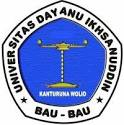 UNIVERSITAS DAYANU IKHSANUDDIN
KANTURUNA WOLIO
BAU - BAU